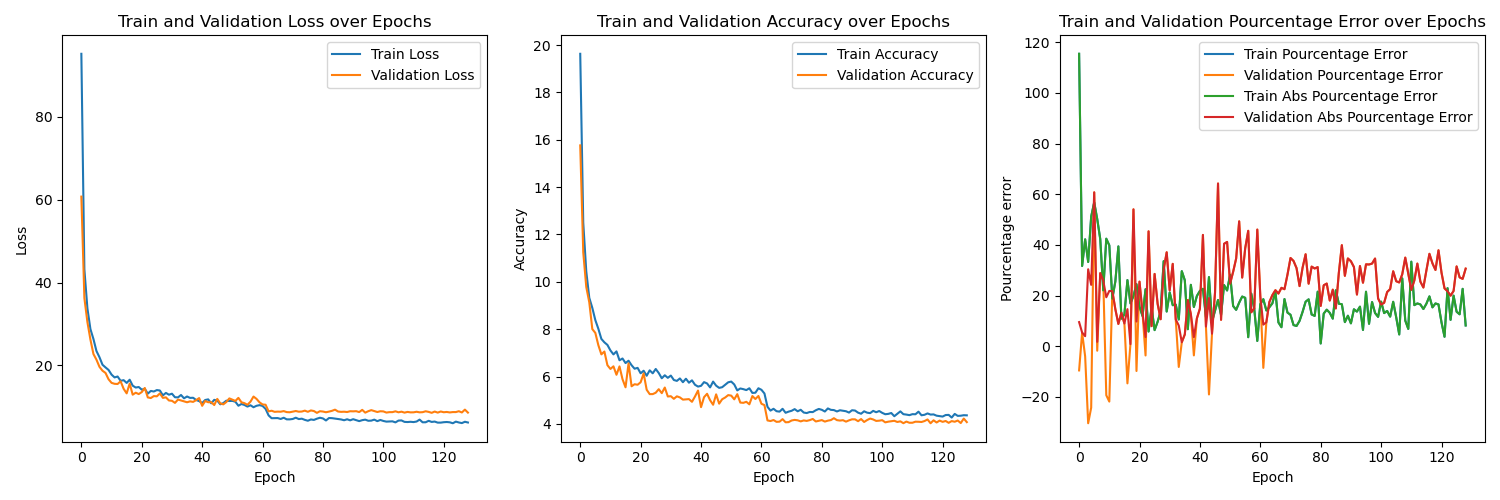 Train and Validation Loss over Epochs
Train Loss
Validation Loss
80
60
40
20
Loss
0 20 40 60 80 100 120
Epoch
Train and Validation Accuracy over Epochs
Train Accuracy
Validation Accuracy
20
18
16
14
12
10
8
6
4
Accuracy
0 20 40 60 80 100 120
Epoch
Train and Validation Pourcentage Error over Epochs
Train Pourcentage Error
Validation Pourcentage Error
Train Abs Pourcentage Error
Validation Abs Pourcentage Error
120
100
80
60
40
20
0
−20
Pourcentage error
0 20 40 60 80 100 120
Epoch